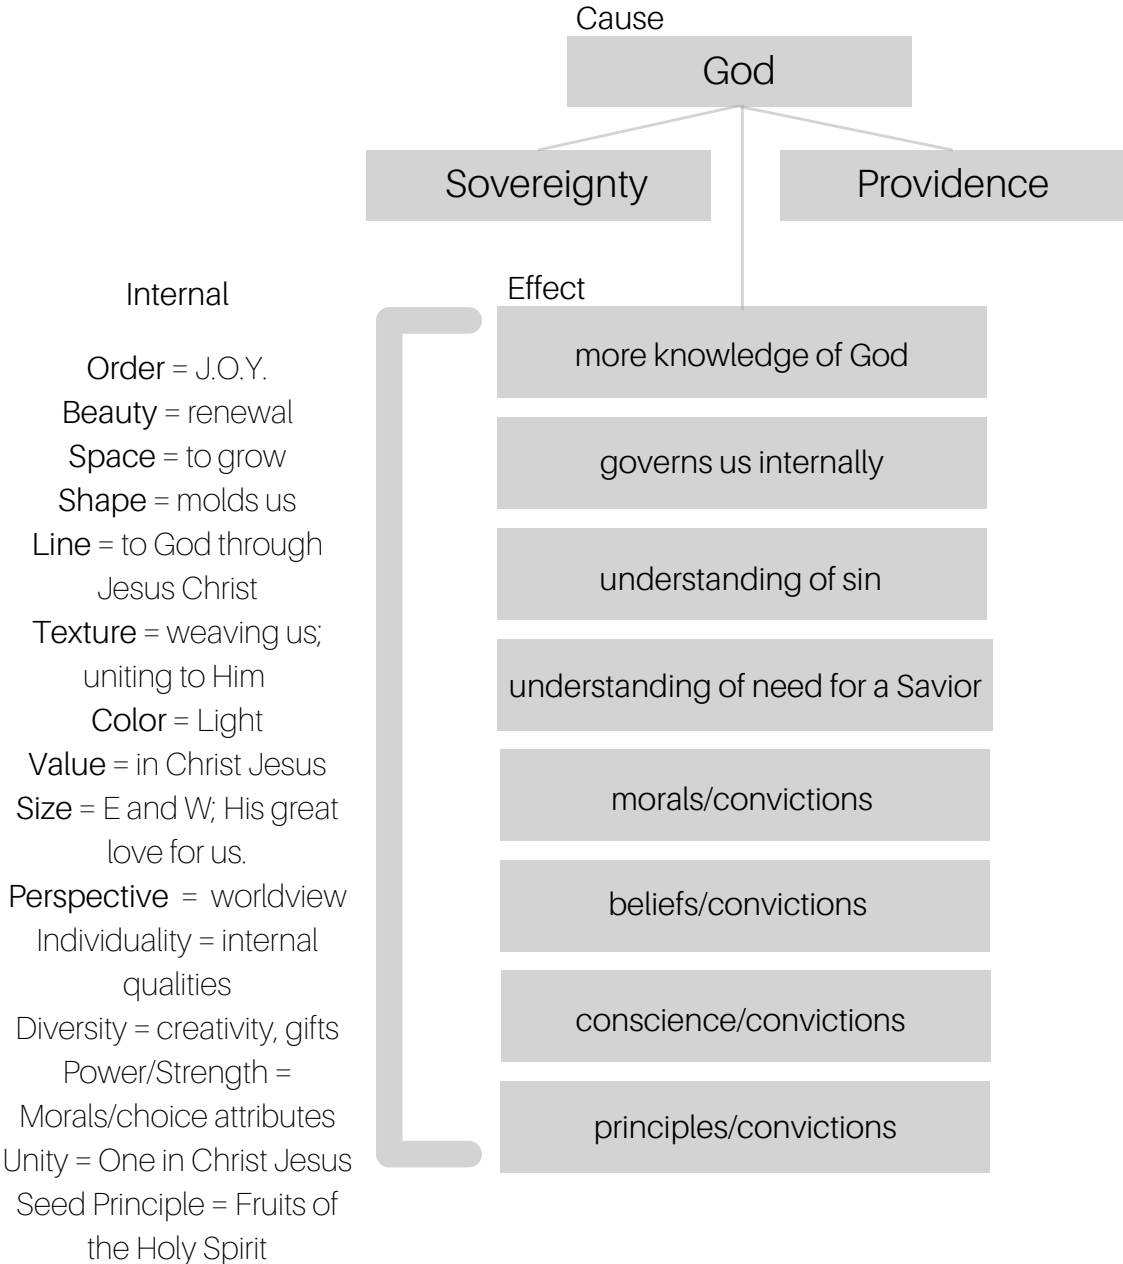 Cause
God
Sovereignty
Providence
Internal
Order = J.O.Y.
Beauty = renewal
Space = to grow
Shape = molds us
Line = to God through
Jesus Christ
Texture = weaving us;
uniting to Him
Color = Light
Value = in Christ Jesus
Size = E and W; His great
love for us.
Perspective = worldview
Individuality = internal
qualities
Diversity = creativity, gifts
Power/Strength =
Morals/choice attributes
Unity = One in Christ Jesus
Seed Principle = Fruits of
the Holy Spirit
Effect
more knowledge of God
governs us internally
understanding of sin
understanding of need for a Savior
morals/convictions
beliefs/convictions
conscience/convictions
principles/convictions